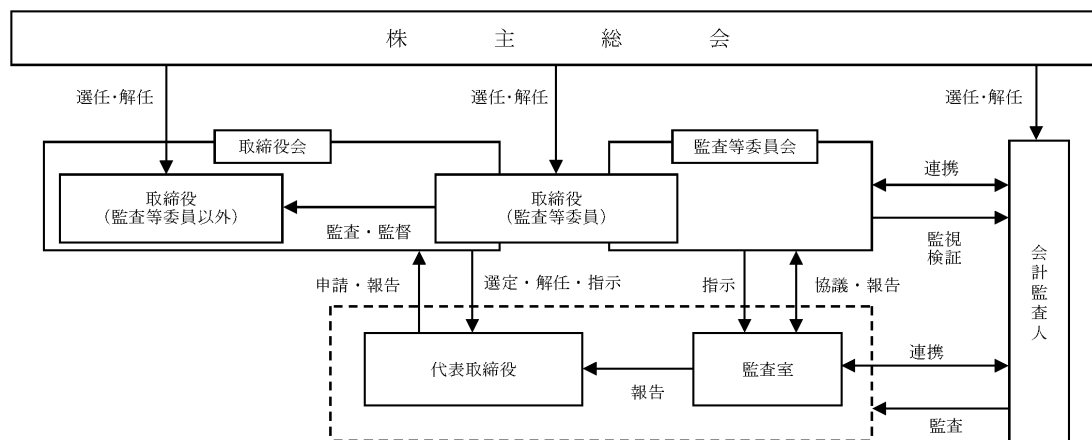 株主総会
選任･解任
選任･解任
選任･解任
取締役会
監査等委員会
取締役
（監査等委員以外）
取締役
（監査等委員）
監査・監督
連携
監視
検証
会計監査人
申請・報告
選定・解任・指示
指示
協議・報告
代表取締役
監査室
報告
連携
監査